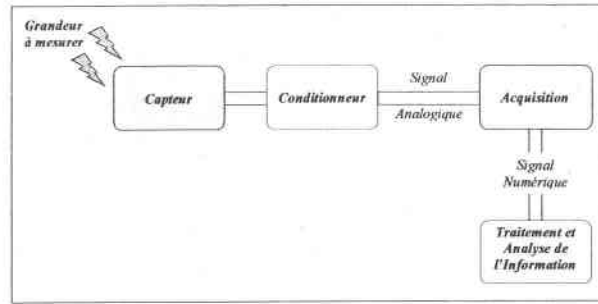 Grandeur
à mesurer
Capteur
Conditionneur
Signal
Analogique
Acquisition
Signal
Numérique
Traitement et
Analyse de
l'Information